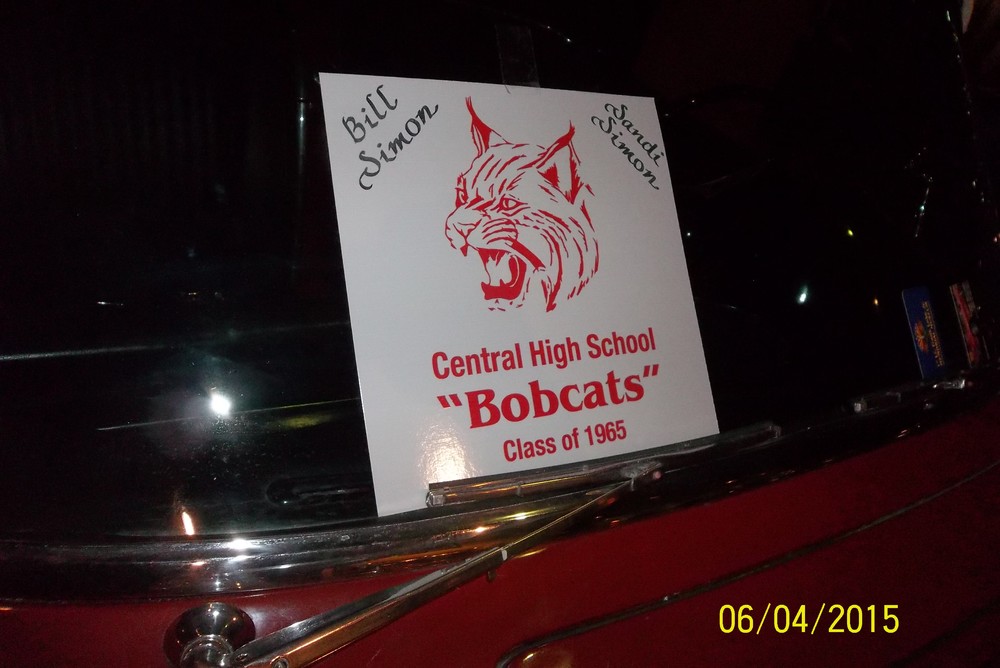 Bill
Simon
Sandi
Simon
Central High School
“Bobcats”
Class of 1965
06/04/2015